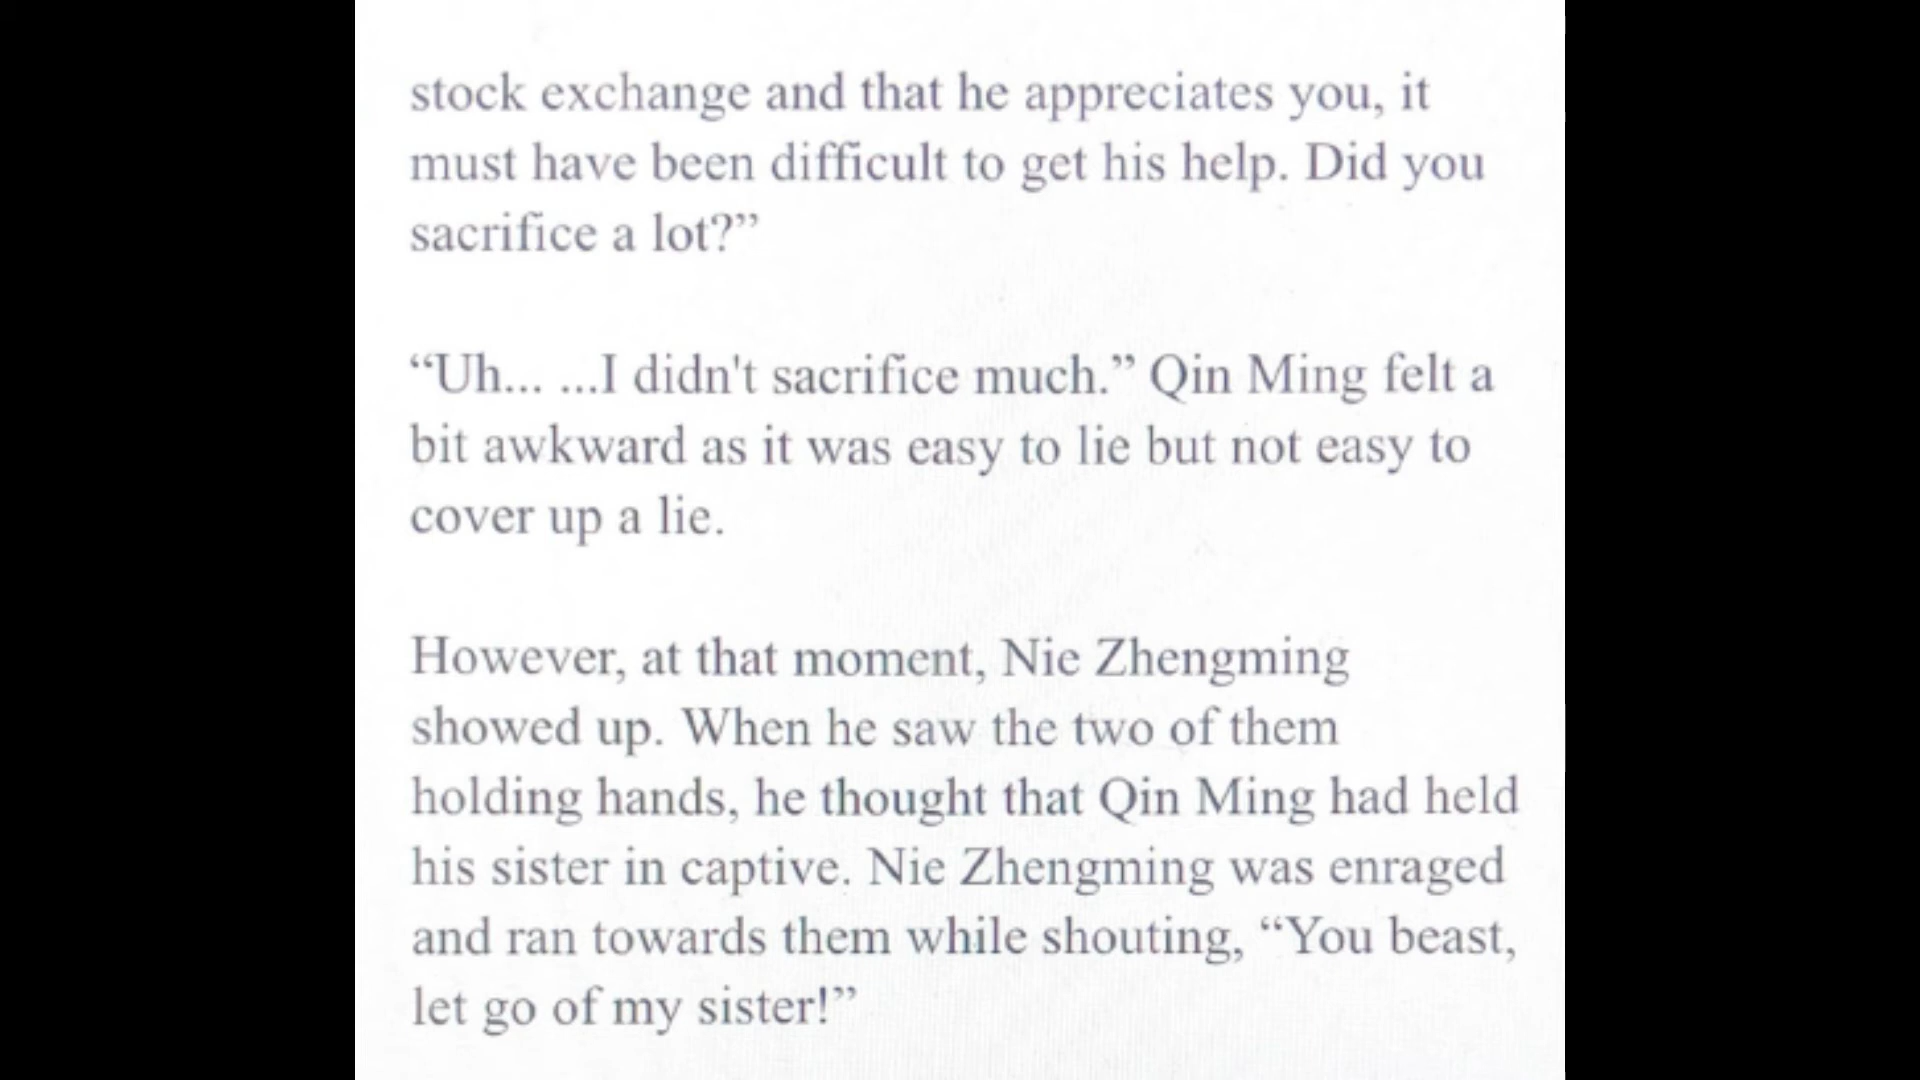 stock exchange and that he appreciates you, it
must have been difficult to get his help. Did you
sacrifice a lot?”
“Uh... ...I didn't sacrifice much.” Qin Ming felt a
bit awkward as it was easy to lie but not easy to
cover up a lie.
However, at that moment, Nie Zhengming
showed up. When he saw the two of them
holding hands, he thought that Qin Ming had held
his sister in captive. Nie Zhengming was enraged
and ran towards them while shouting, “You beast,
let go of my sister!”